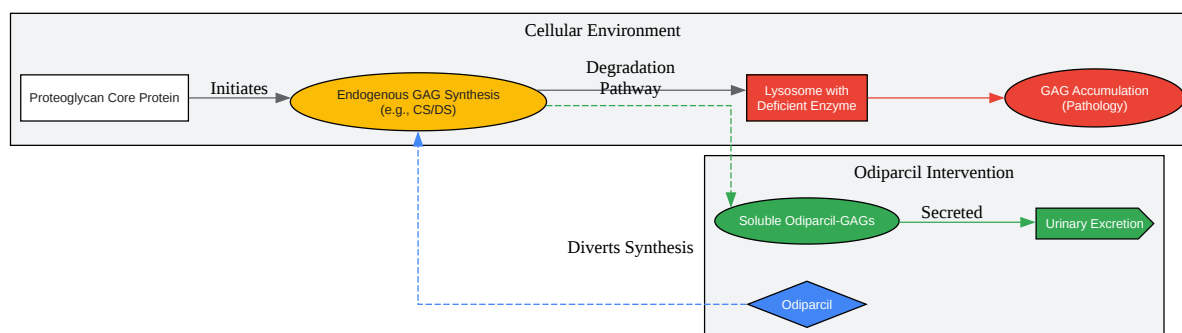 Cellular Environment
Proteoglycan Core Protein
Initiates
Endogenous GAG Synthesis
(e.g., CS/DS)
Degradation
Pathway
Lysosome with
Deficient Enzyme
GAG Accumulation
(Pathology)
Odiparcil Intervention
Soluble Odiparcil-GAGs
Secreted
Urinary Excretion
Diverts Synthesis
Odiparcil